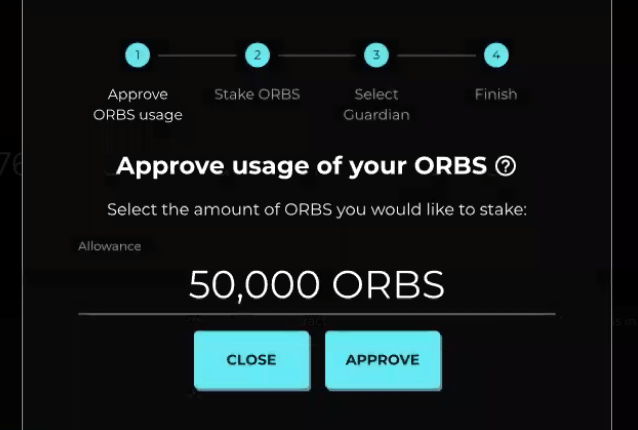 1 2 3 4
Approve Stake ORBS Select Finish
ORBS usage Guardian
Approve usage of your ORBS ?
Select the amount of ORBS you would like to stake:
Allowance
50,000 ORBS
CLOSE APPROVE